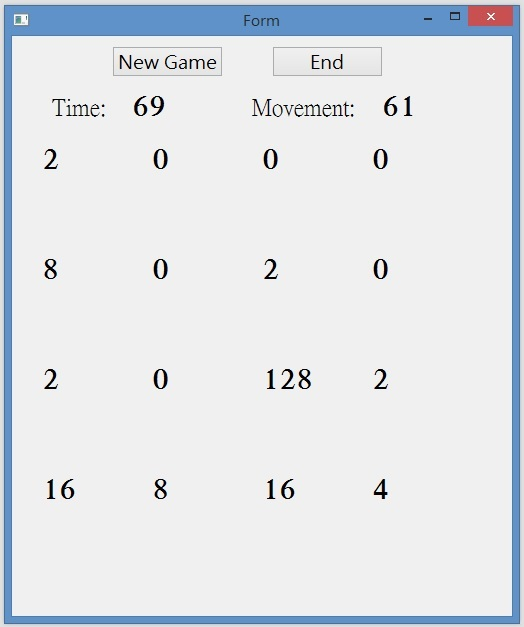 Form
New Game End
Time: 69 Movement: 61
2 0 0 0
8 0 2 0
2 0 128 2
16 8 16 4